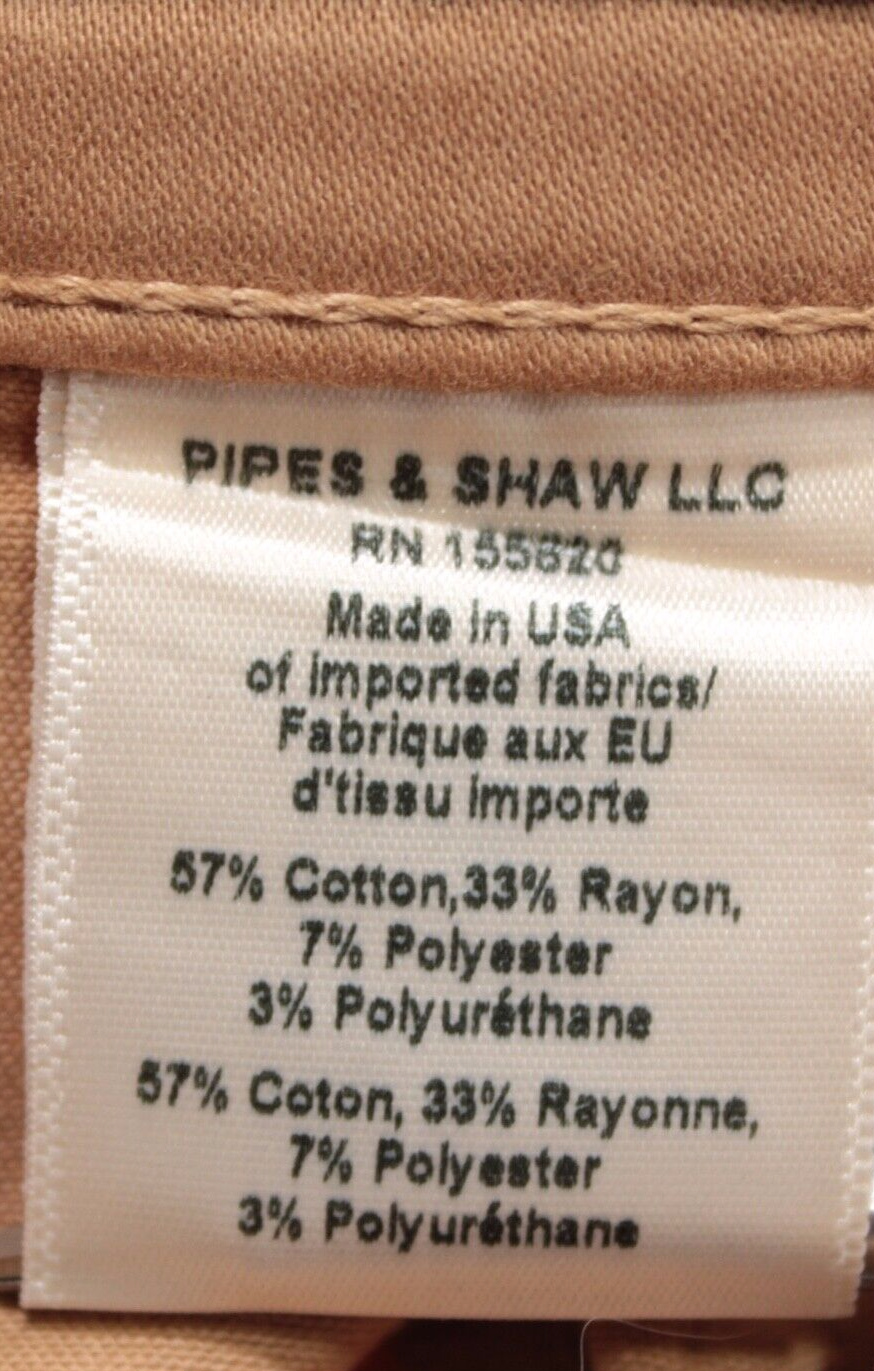 PIPES & SHAW LLC
RN 155820
Made in USA
of imported fabrics/
Fabrique aux EU
d'tissu importe
57% Cotton,33% Rayon,
7% Polyester
3% Polyuréthane
57% Coton, 33% Rayonne,
7% Polyester
3% Polyuréthane